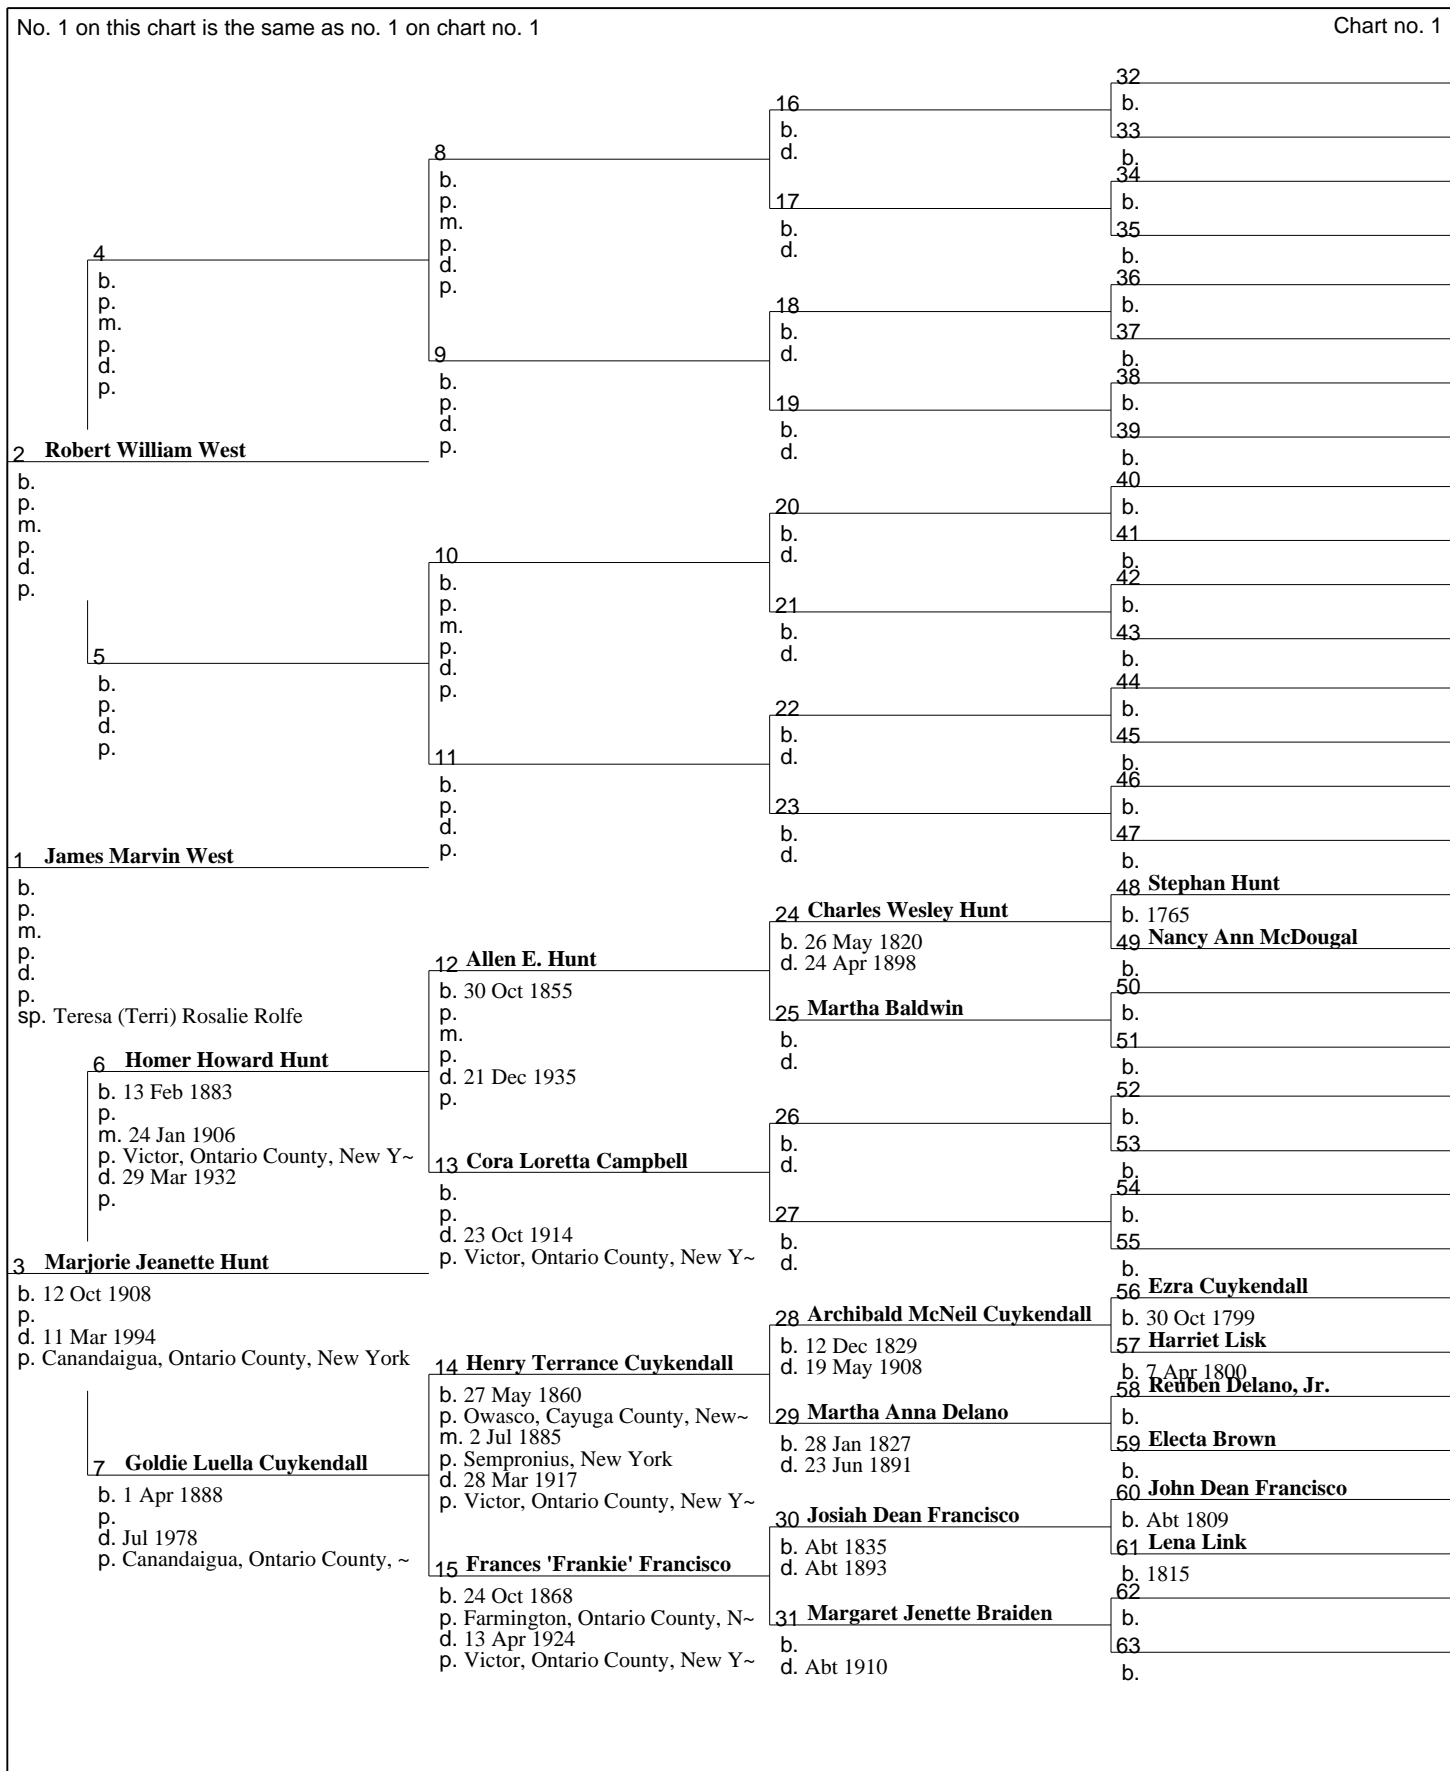 No. 1 on this chart is the same as no. 1 on chart no. 1
Chart no. 1
4
b.
p.
m.
p.
d.
p.
2 Robert William West
b.
p.
m.
p.
d.
p.
5
b.
p.
d.
p.
1 James Marvin West
b.
p.
m.
p.
d.
p.
sp. Teresa (Terri) Rosalie Rolfe
6 Homer Howard Hunt
b. 13 Feb 1883
p.
m. 24 Jan 1906
p. Victor, Ontario County, New Y~
d. 29 Mar 1932
p.
3 Marjorie Jeanette Hunt
b. 12 Oct 1908
p.
d. 11 Mar 1994
p. Canandaigua, Ontario County, New York
7 Goldie Luella Cuykendall
b. 1 Apr 1888
p.
d. Jul 1978
p. Canandaigua, Ontario County, ~
8
b.
p.
m.
p.
d.
p.
9
b.
p.
d.
p.
10
b.
p.
m.
p.
d.
p.
11
b.
p.
d.
p.
12 Allen E. Hunt
b. 30 Oct 1855
p.
m.
p.
d. 21 Dec 1935
p.
13 Cora Loretta Campbell
b.
p.
d. 23 Oct 1914
p. Victor, Ontario County, New Y~
14 Henry Terrance Cuykendall
b. 27 May 1860
p. Owasco, Cayuga County, New~
m. 2 Jul 1885
p. Sempronius, New York
d. 28 Mar 1917
p. Victor, Ontario County, New Y~
15 Frances 'Frankie' Francisco
b. 24 Oct 1868
p. Farmington, Ontario County, N~
d. 13 Apr 1924
p. Victor, Ontario County, New Y~
16
b.
d.
17
b.
d.
18
b.
d.
19
b.
d.
20
b.
d.
21
b.
d.
22
b.
d.
23
b.
d.
24 Charles Wesley Hunt
b. 26 May 1820
d. 24 Apr 1898
25 Martha Baldwin
b.
d.
26
b.
d.
27
b.
d.
28 Archibald McNeil Cuykendall
b. 12 Dec 1829
d. 19 May 1908
29 Martha Anna Delano
b. 28 Jan 1827
d. 23 Jun 1891
30 Josiah Dean Francisco
b. Abt 1835
d. Abt 1893
31 Margaret Jenette Braiden
b.
d. Abt 1910
32
b.
33
b.
34
b.
35
b.
36
b.
37
b.
38
b.
39
b.
40
b.
41
b.
42
b.
43
b.
44
b.
45
b.
46
b.
47
b.
48 Stephan Hunt
b. 1765
49 Nancy Ann McDougal
b.
50
b.
51
b.
52
b.
53
b.
54
b.
55
b.
56 Ezra Cuykendall
b. 30 Oct 1799
57 Harriet Lisk
b. 7 Apr 1800
58 Reuben Delano, Jr.
b.
59 Electa Brown
b.
60 John Dean Francisco
b. Abt 1809
61 Lena Link
b. 1815
62
b.
63
b.